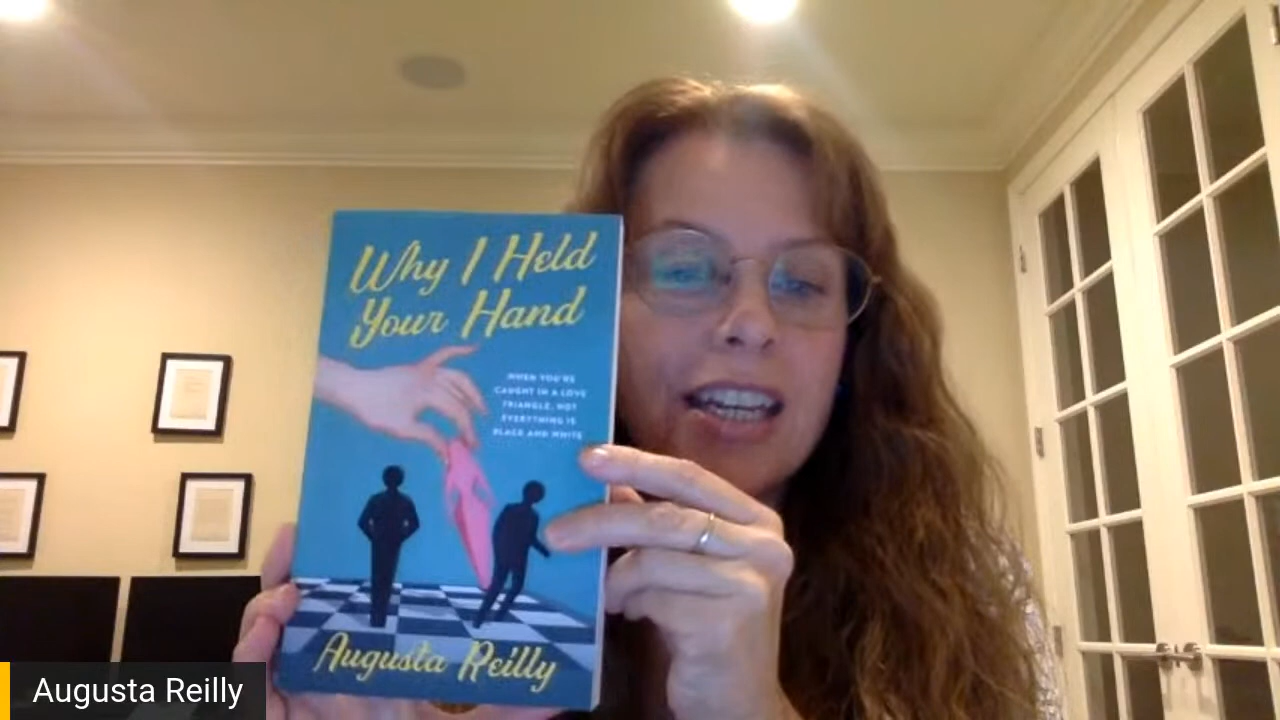 Why I Held
Your Hand
WHEN YOU'RE
CAUGHT IN A LOVE
TRIANGLE, NOT
EVERYTHING IS
BLACK AND WHITE
Augusta Reilly
Augusta Reilly